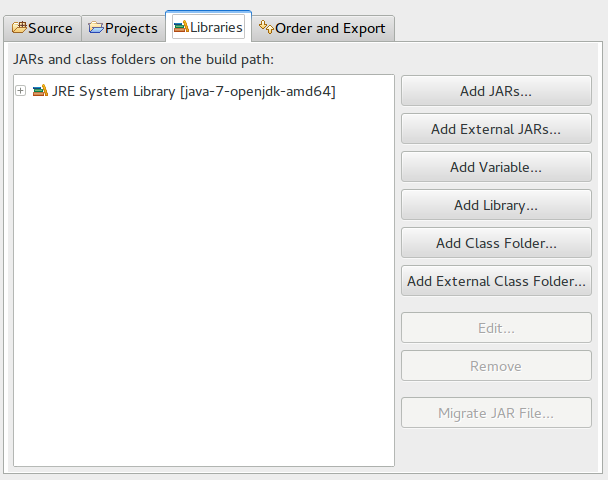 Source Projects Libraries Order and Export
JARs and class folders on the build path:
JRE System Library [java-7-openjdk-amd64]
Add JARs...
Add External JARs...
Add Variable...
Add Library...
Add Class Folder...
Add External Class Folder...
Edit...
Remove
Migrate JAR File...